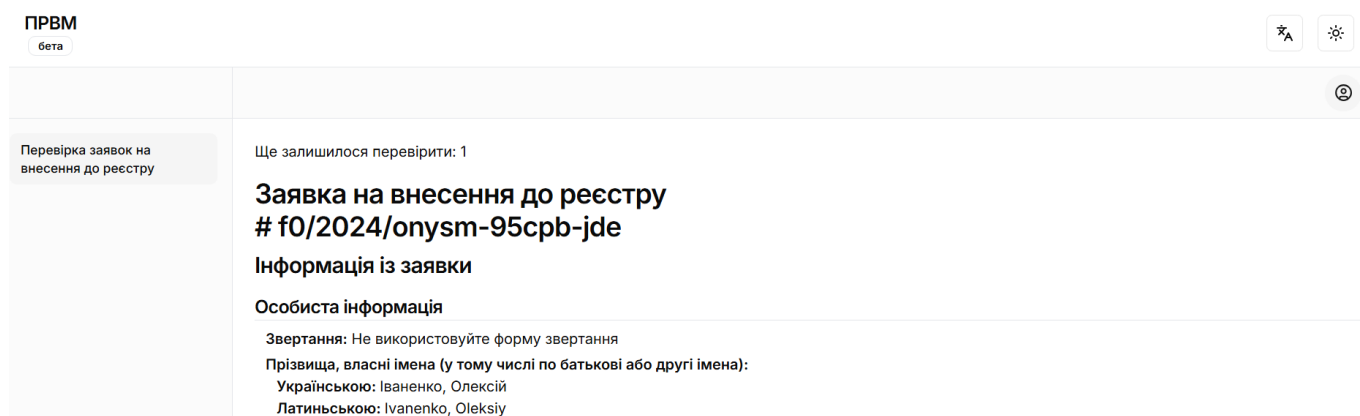 ПРВМ
бета
Перевірка заявок на
внесення до реєстру
Ще залишилося перевірити: 1
Заявка на внесення до реєстру
# f0/2024/onysm-95cpb-jde
Інформація із заявки
Особиста інформація
Звертання: Не використовуйте форму звертання
Прізвища, власні імена (у тому числі по батькові або другі імена):
Українською: Іваненко, Олексій
Латиньською: Ivanenko, Oleksiy